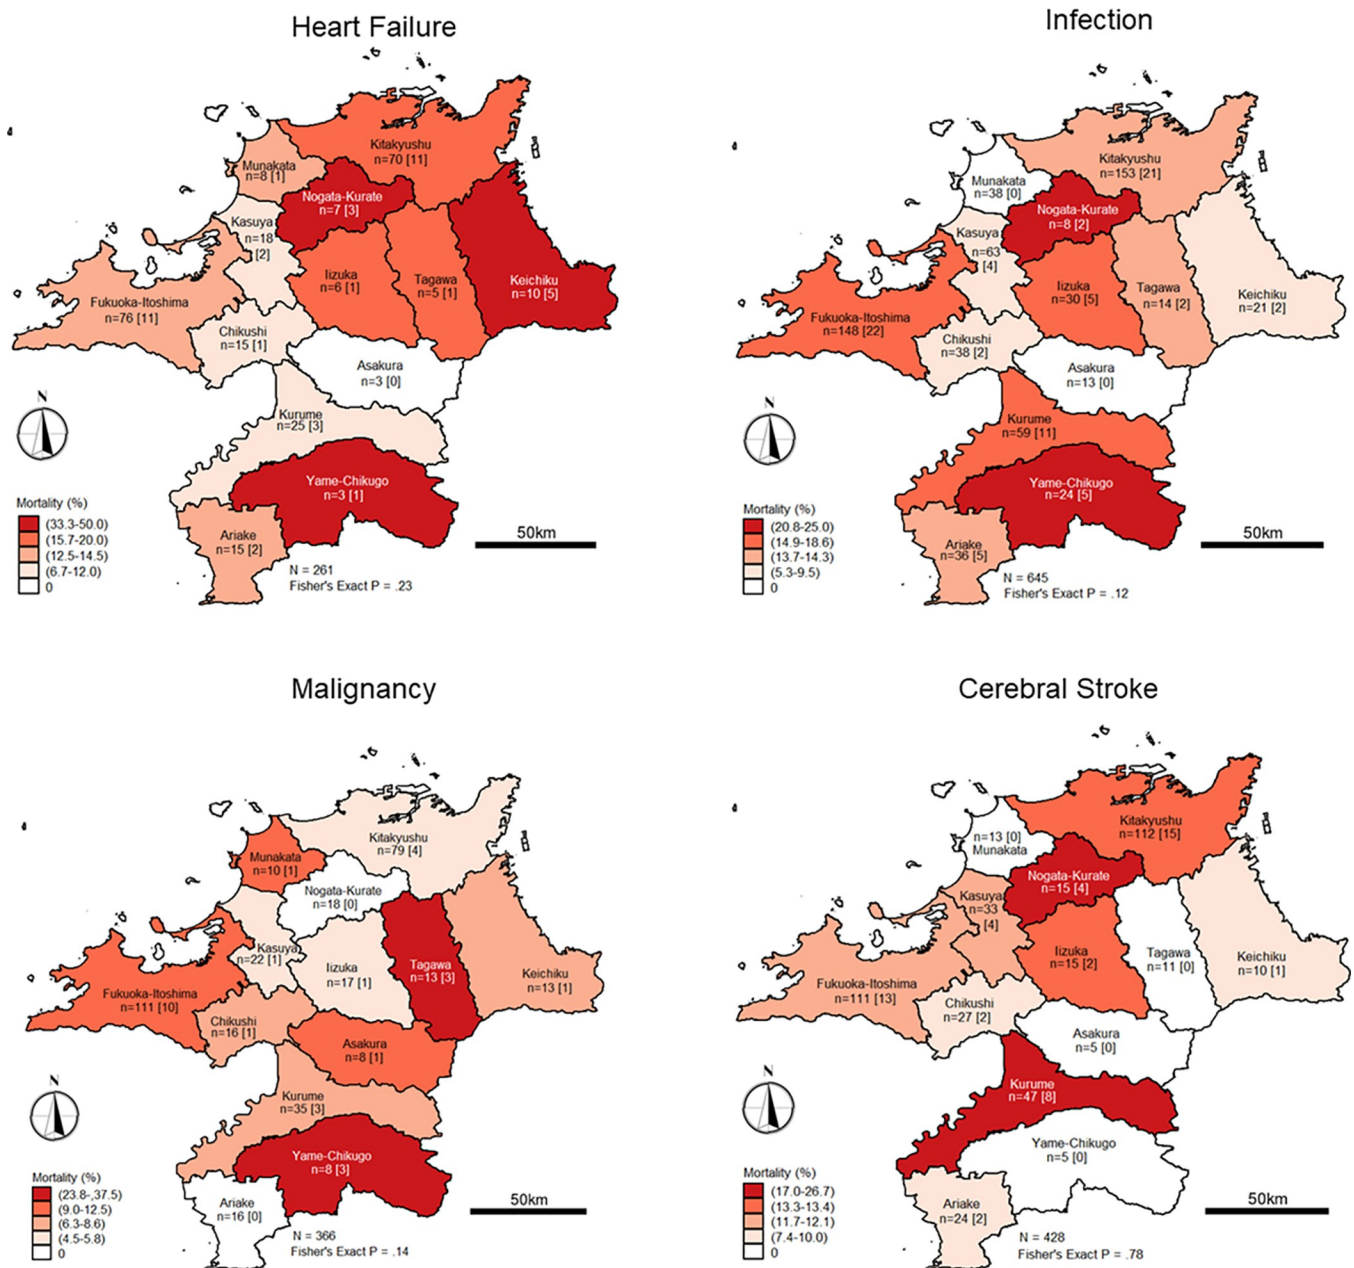 Heart Failure
Kitakyushu
n=70 [11]
Munakata
n=8 [1]
Nogata-Kurate
n=7 [3]
Kasuya
n=18
[2]
Iizuka
n=6 [1]
Tagawa
n=5 [1]
Keichiku
n=10 [5]
Fukuoka-Itoshima
n=76 [11]
Chikushi
n=15 [1]
Asakura
n=3 [0]
N
Kurume
n=25 [3]
Yame-Chikugo
n=3 [1]
Mortality (%)
(33.3-50.0)
(15.7-20.0)
(12.5-14.5)
(6.7-12.0)
0
Ariake
n=15 [2]
50km
N = 261
Fisher's Exact P = .23
Infection
Kitakyushu
n=153 [21]
Munakata
n=38 [0]
Nogata-Kurate
n=8 [2]
Kasuya
n=63
[4]
Iizuka
n=30 [5]
Tagawa
n=14 [2]
Keichiku
n=21 [2]
Fukuoka-Itoshima
n=148 [22]
Chikushi
n=38 [2]
Asakura
n=13 [0]
N
Kurume
n=59 [11]
Yame-Chikugo
n=24 [5]
Mortality (%)
(20.8-25.0)
(14.9-18.6)
(13.7-14.3)
(5.3-9.5)
0
Ariake
n=36 [5]
50km
N = 645
Fisher's Exact P = .12
Malignancy
Kitakyushu
n=79 [4]
Munakata
n=10 [1]
Nogata-Kurate
n=18 [0]
Kasuya
n=22 [1]
Iizuka
n=17 [1]
Tagawa
n=13 [3]
Keichiku
n=13 [1]
Fukuoka-Itoshima
n=111 [10]
Chikushi
n=16 [1]
Asakura
n=8 [1]
N
Kurume
n=35 [3]
Yame-Chikugo
n=8 [3]
Mortality (%)
(23.8-,37.5)
(9.0-12.5)
(6.3-8.6)
(4.5-5.8)
0
Ariake
n=16 [0]
50km
N = 366
Fisher's Exact P = .14
Cerebral Stroke
Kitakyushu
n=112 [15]
n=13 [0]
Munakata
Nogata-Kurate
n=15 [4]
Kasuya
n=33
[4]
Iizuka
n=15 [2]
Tagawa
n=11 [0]
Keichiku
n=10 [1]
Fukuoka-Itoshima
n=111 [13]
Chikushi
n=27 [2]
Asakura
n=5 [0]
N
Kurume
n=47 [8]
Yame-Chikugo
n=5 [0]
Mortality (%)
(17.0-26.7)
(13.3-13.4)
(11.7-12.1)
(7.4-10.0)
0
Ariake
n=24 [2]
50km
N = 428
Fisher's Exact P = .78